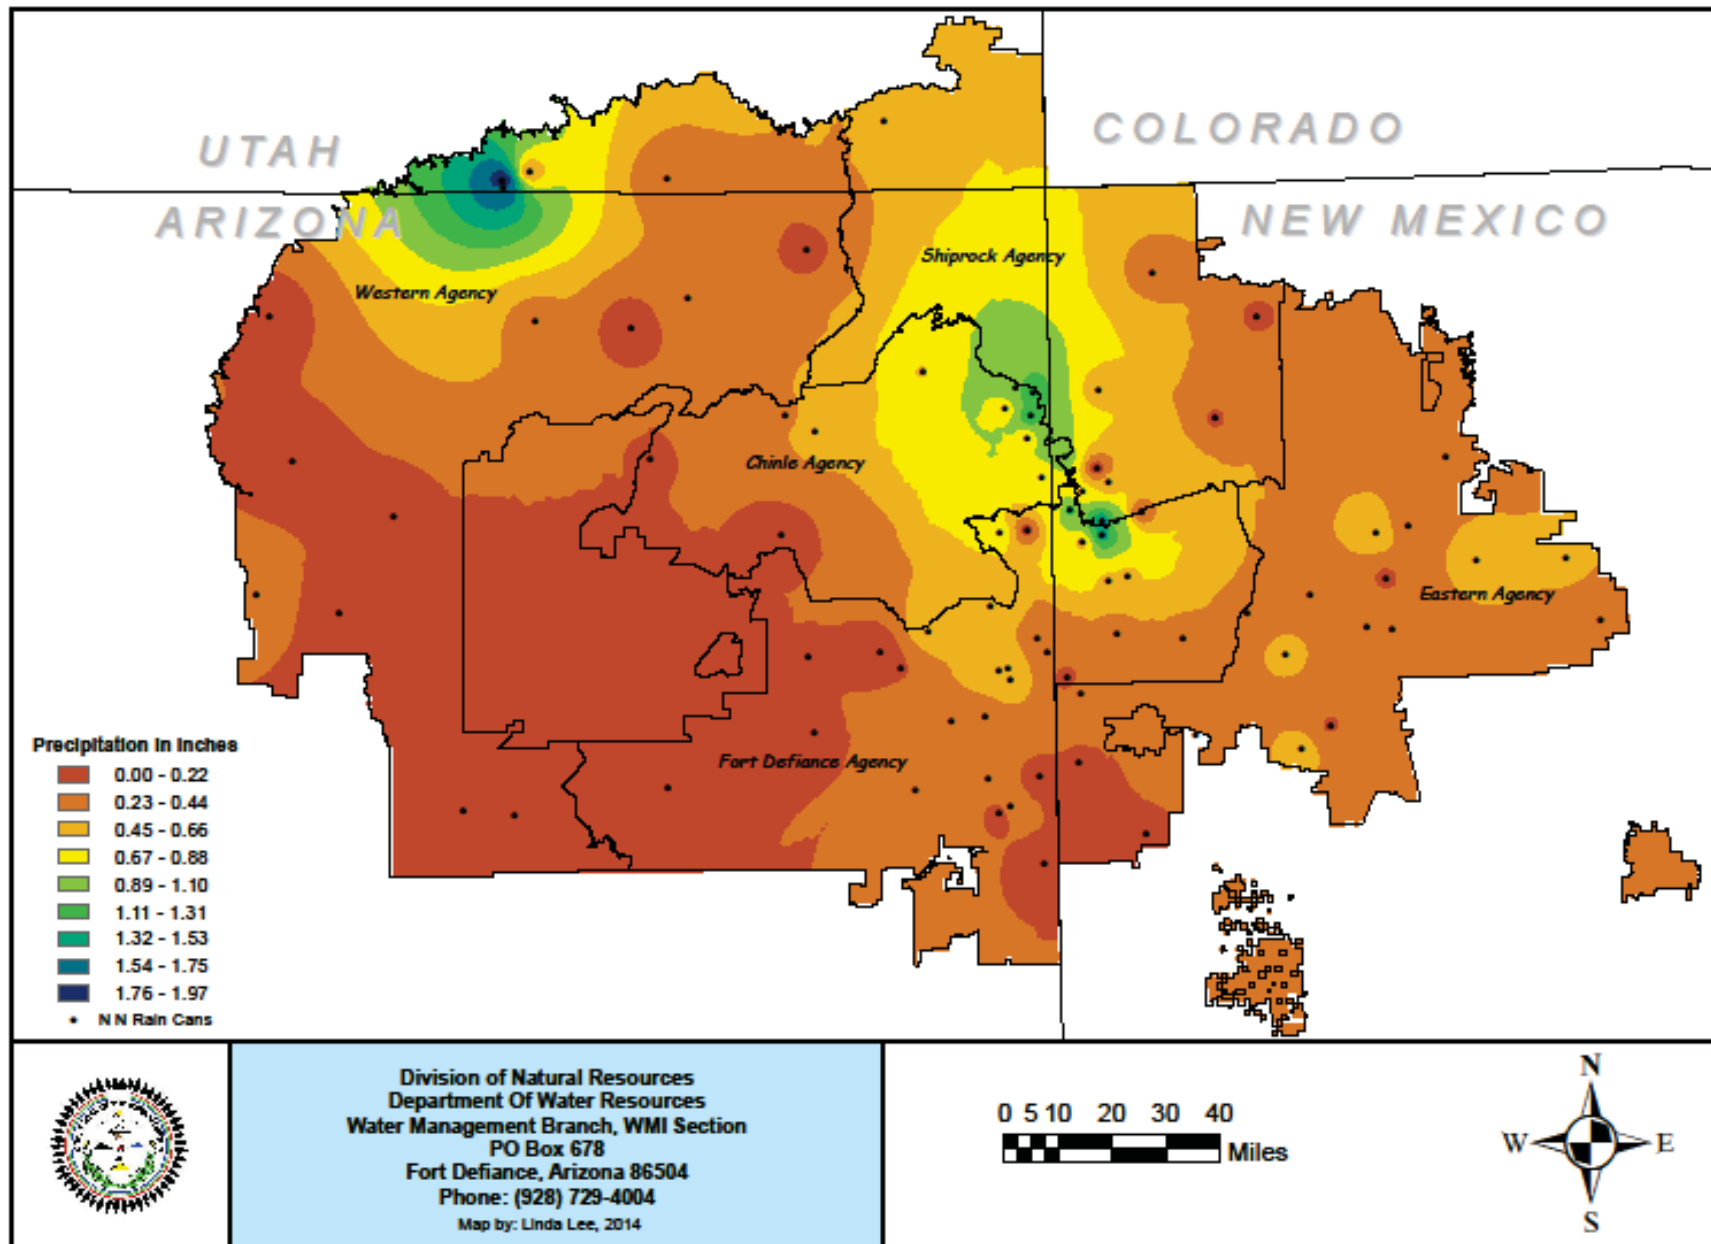 UTAH
COLORADO
ARIZONA
NEW MEXICO
Shiprock Agency
Western Agency
Chinle Agency
Eastern Agency
Fort Defiance Agency
Precipitation in Inches
0.00 - 0.22
0.23 - 0.44
0.45 - 0.66
0.67 - 0.88
0.89 - 1.10
1.11 - 1.31
1.32 - 1.53
1.54 - 1.75
1.76 - 1.97
N N Rain Cans
Division of Natural Resources
Department Of Water Resources
Water Management Branch, WMI Section
PO Box 678
Fort Defiance, Arizona 86504
Phone: (928) 729-4004
Map by: Linda Lee, 2014
0 5 10 20 30 40
Miles
N
W E
S